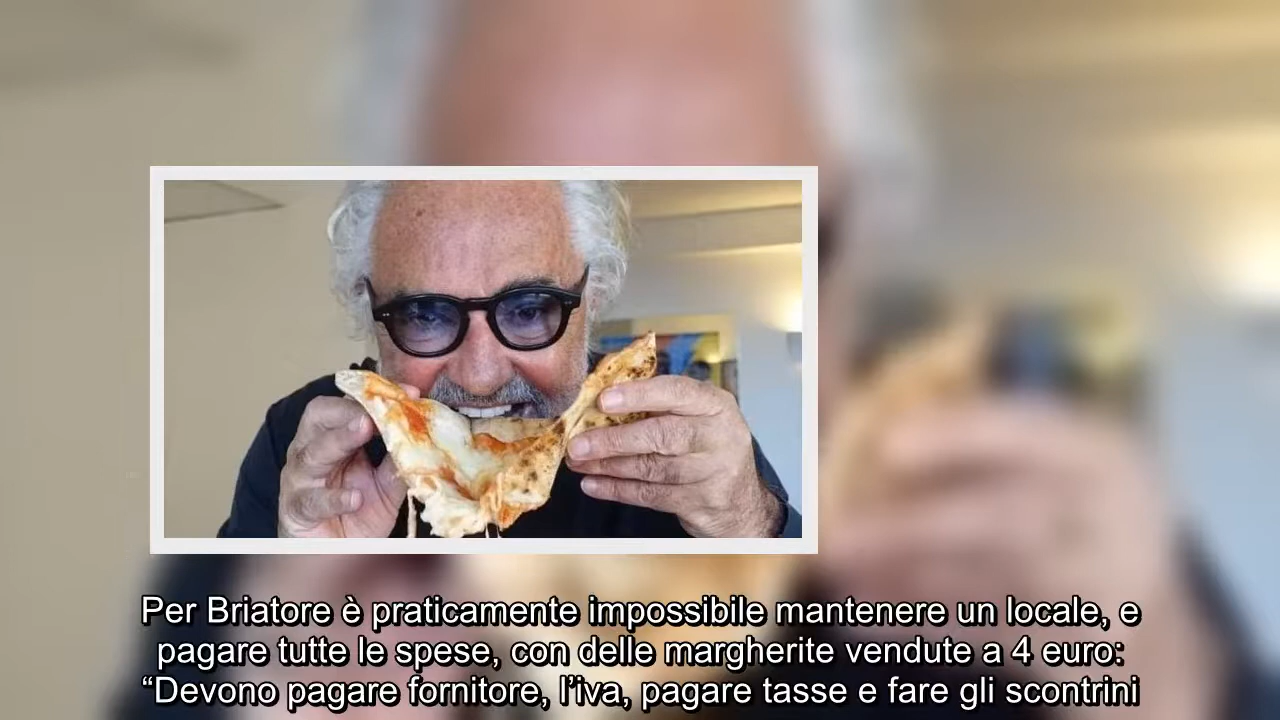 Per Briatore è praticamente impossibile mantenere un locale, e
pagare tutte le spese, con delle margherite vendute a 4 euro:
“Devono pagare fornitore, l’iva, pagare tasse e fare gli scontrini